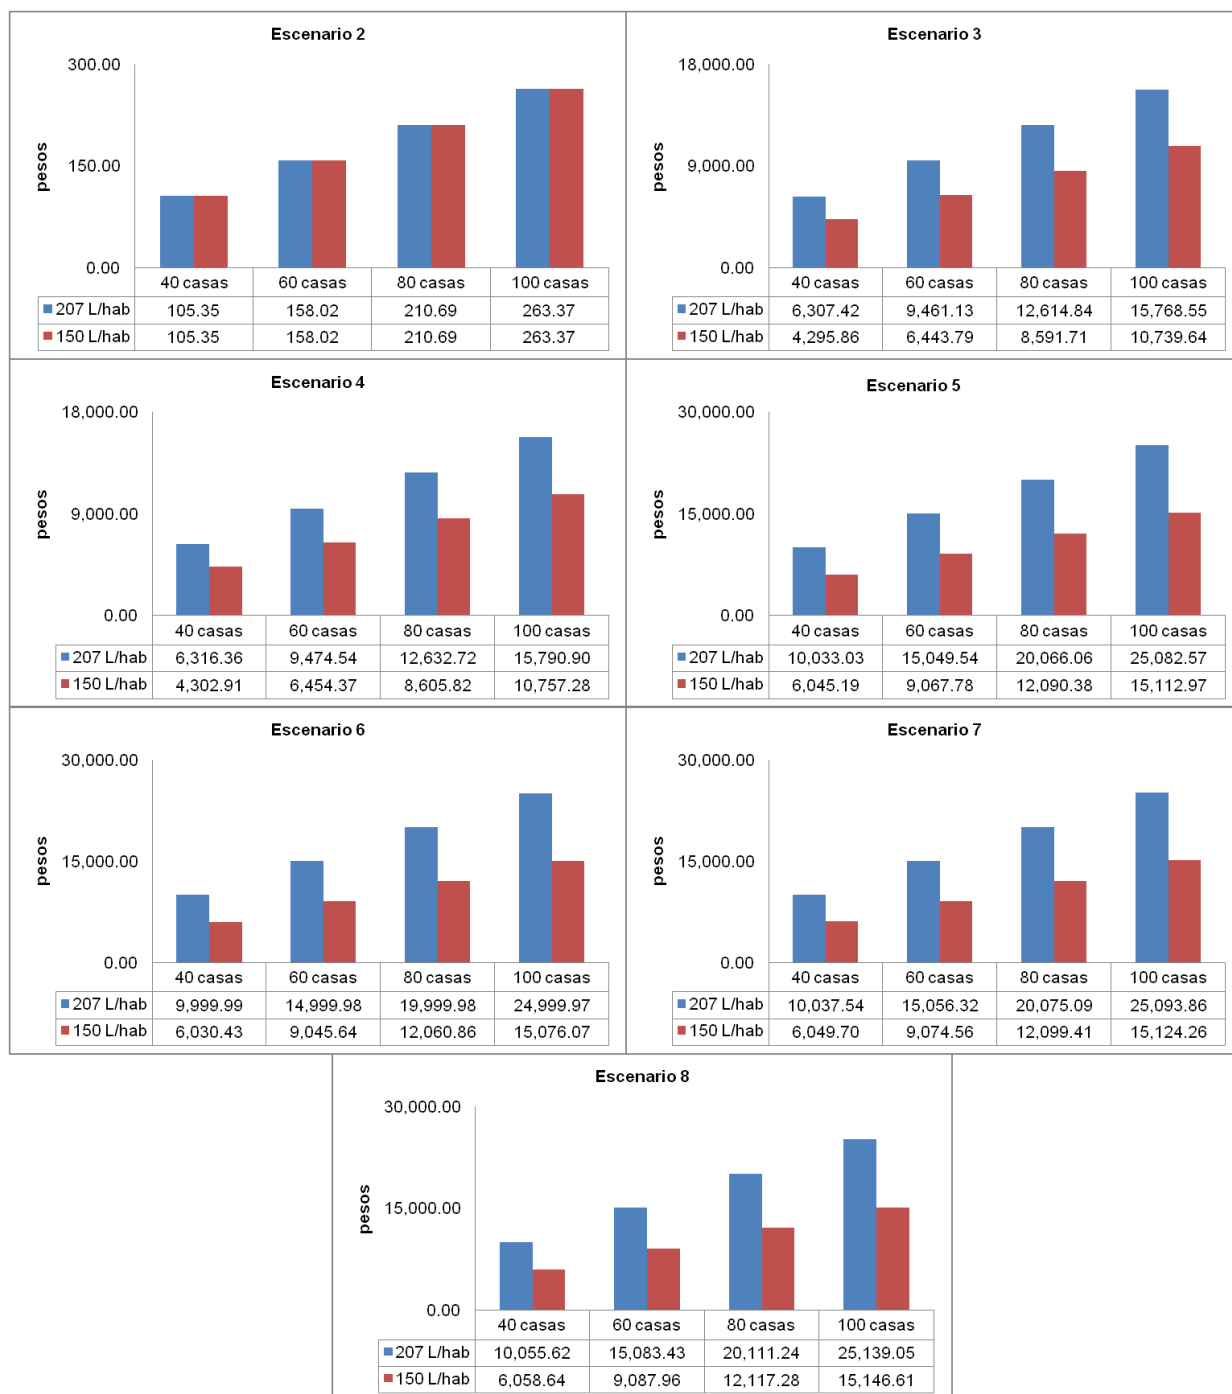 Escenario 2
300.00
150.00
0.00
pesos
40 casas 60 casas 80 casas 100 casas
207 L/hab 105.35 158.02 210.69 263.37
150 L/hab 105.35 158.02 210.69 263.37
Escenario 3
18,000.00
9,000.00
0.00
pesos
40 casas 60 casas 80 casas 100 casas
207 L/hab 6,307.42 9,461.13 12,614.84 15,768.55
150 L/hab 4,295.86 6,443.79 8,591.71 10,739.64
Escenario 4
18,000.00
9,000.00
0.00
pesos
40 casas 60 casas 80 casas 100 casas
207 L/hab 6,316.36 9,474.54 12,632.72 15,790.90
150 L/hab 4,302.91 6,454.37 8,605.82 10,757.28
Escenario 5
30,000.00
15,000.00
0.00
pesos
40 casas 60 casas 80 casas 100 casas
207 L/hab 10,033.03 15,049.54 20,066.06 25,082.57
150 L/hab 6,045.19 9,067.78 12,090.38 15,112.97
Escenario 6
30,000.00
15,000.00
0.00
pesos
40 casas 60 casas 80 casas 100 casas
207 L/hab 9,999.99 14,999.98 19,999.98 24,999.97
150 L/hab 6,030.43 9,045.64 12,060.86 15,076.07
Escenario 7
30,000.00
15,000.00
0.00
pesos
40 casas 60 casas 80 casas 100 casas
207 L/hab 10,037.54 15,056.32 20,075.09 25,093.86
150 L/hab 6,049.70 9,074.56 12,099.41 15,124.26
Escenario 8
30,000.00
15,000.00
0.00
pesos
40 casas 60 casas 80 casas 100 casas
207 L/hab 10,055.62 15,083.43 20,111.24 25,139.05
150 L/hab 6,058.64 9,087.96 12,117.28 15,146.61